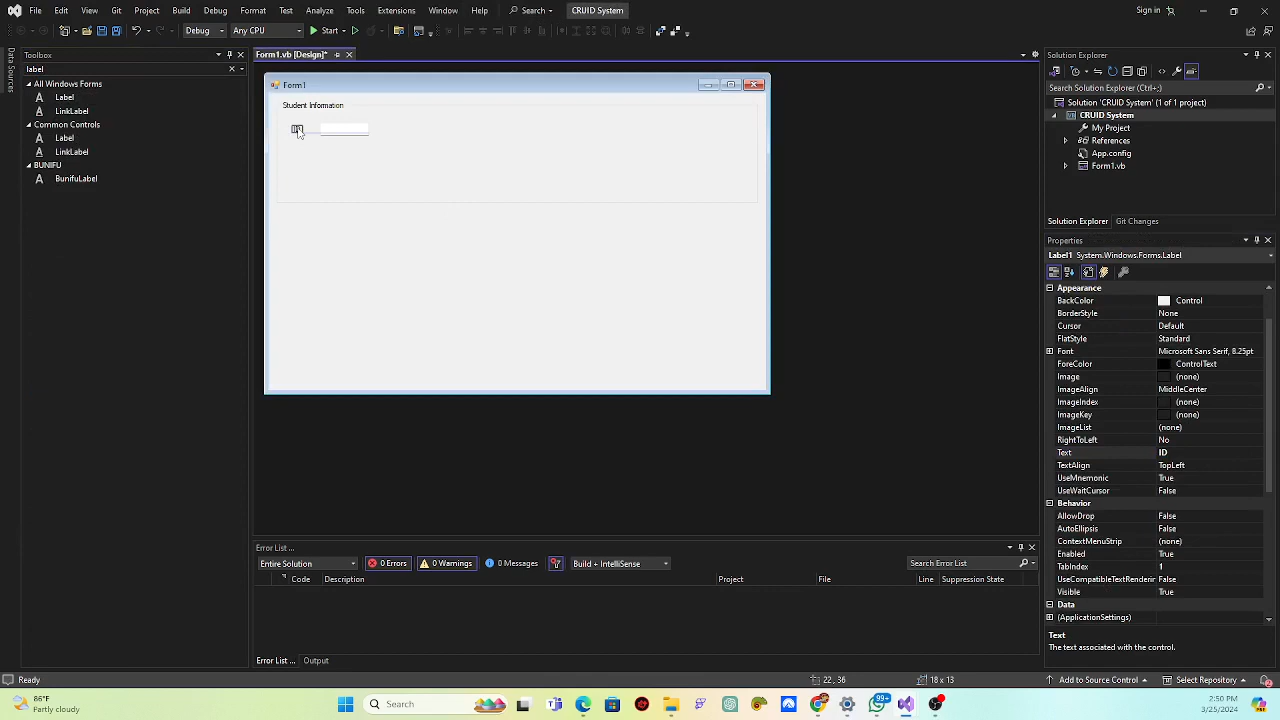 File Edit View Git Project Build Debug Format Test Analyze Tools Extensions Window Help Search CRUID System Sign in
Debug Any CPU Start
Data Sources
Toolbox
label
All Windows Forms
Label
LinkLabel
Common Controls
Label
LinkLabel
BUNIFU
BunifuLabel
Form1.vb [Design]*
Form1
Student Information
Error List ...
Entire Solution 0 Errors 0 Warnings 0 Messages Build + IntelliSense Search Error List
Code Description Project File Line Suppression State
Error List ... Output
Solution Explorer
Search Solution Explorer (Ctrl+;)
Solution 'CRUID System' (1 of 1 project)
CRUID System
My Project
References
App.config
Form1.vb
Solution Explorer Git Changes
Properties
Label1 System.Windows.Forms.Label
Appearance
BackColor Control
BorderStyle None
Cursor Default
FlatStyle Standard
Font Microsoft Sans Serif, 8.25pt
ForeColor ControlText
Image (none)
ImageAlign MiddleCenter
ImageIndex (none)
ImageKey (none)
ImageList (none)
RightToLeft No
Text ID
TextAlign TopLeft
UseMnemonic True
UseWaitCursor False
Behavior
AllowDrop False
AutoEllipsis False
ContextMenuStrip (none)
Enabled True
TabIndex 1
UseCompatibleTextRenderin False
Visible True
Data
(ApplicationSettings)
Text
The text associated with the control.
Ready 22, 36 18 x 13 Add to Source Control Select Repository
86°F
Partly cloudy
Search
99+
2:50 PM
3/25/2024